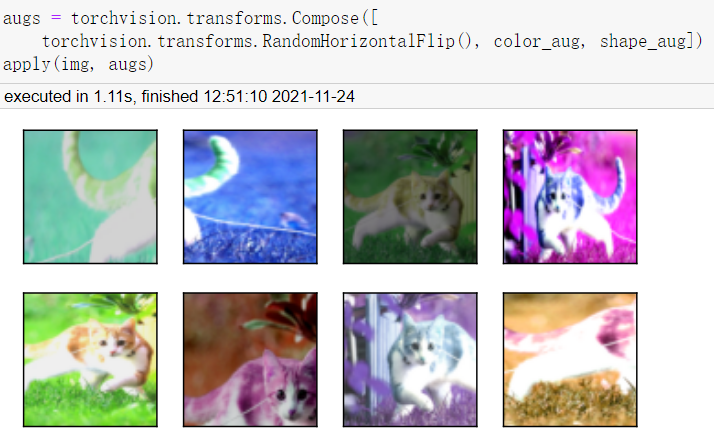 augs = torchvision.transforms.Compose([
    torchvision.transforms.RandomHorizontalFlip(), color_aug, shape_aug])
apply(img, augs)
executed in 1.11s, finished 12:51:10 2021-11-24